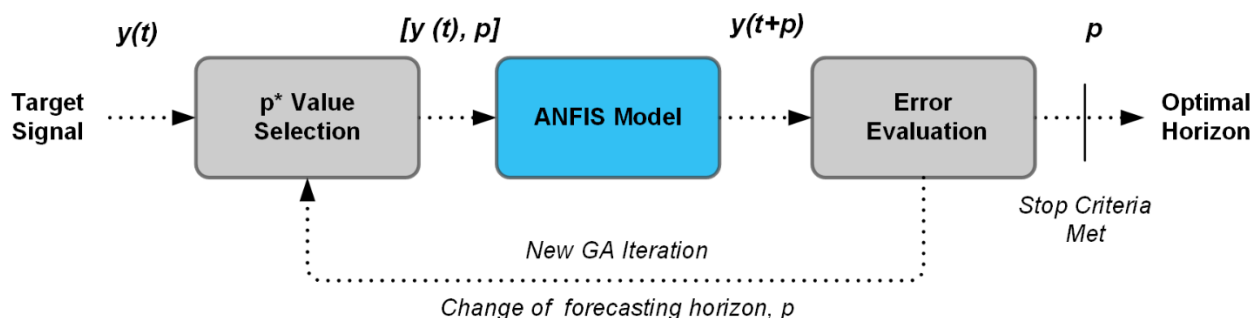 y(t)
[y (t), p]
y(t+p)
p
Target
Signal
p* Value
Selection
ANFIS Model
Error
Evaluation
Optimal
Horizon
Stop Criteria
Met
New GA Iteration
Change of forecasting horizon, p